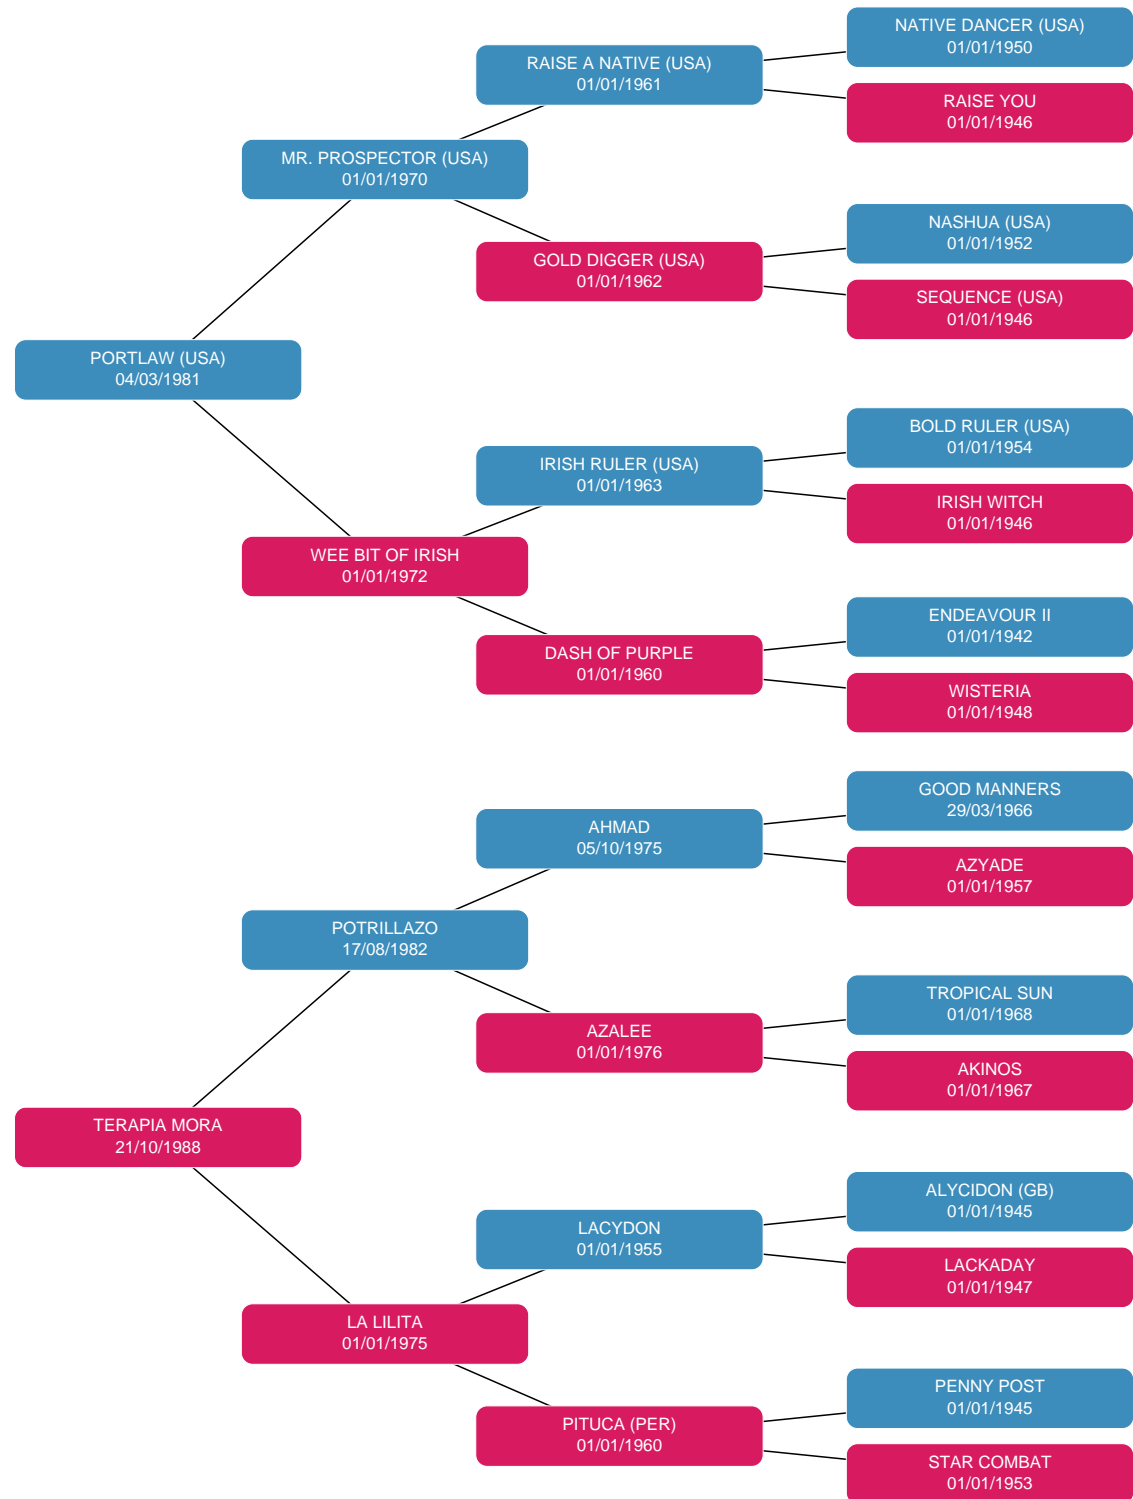 NATIVE DANCER (USA)
01/01/1950
RAISE A NATIVE (USA)
01/01/1961
RAISE YOU
01/01/1946
MR. PROSPECTOR (USA)
01/01/1970
NASHUA (USA)
01/01/1952
GOLD DIGGER (USA)
01/01/1962
SEQUENCE (USA)
01/01/1946
PORTLAW (USA)
04/03/1981
BOLD RULER (USA)
01/01/1954
IRISH RULER (USA)
01/01/1963
IRISH WITCH
01/01/1946
WEE BIT OF IRISH
01/01/1972
ENDEAVOUR II
01/01/1942
DASH OF PURPLE
01/01/1960
WISTERIA
01/01/1948
GOOD MANNERS
29/03/1966
AHMAD
05/10/1975
AZYADE
01/01/1957
POTRILLAZO
17/08/1982
TROPICAL SUN
01/01/1968
AZALEE
01/01/1976
AKINOS
01/01/1967
TERAPIA MORA
21/10/1988
ALYCIDON (GB)
01/01/1945
LACYDON
01/01/1955
LACKADAY
01/01/1947
LA LILITA
01/01/1975
PENNY POST
01/01/1945
PITUCA (PER)
01/01/1960
STAR COMBAT
01/01/1953